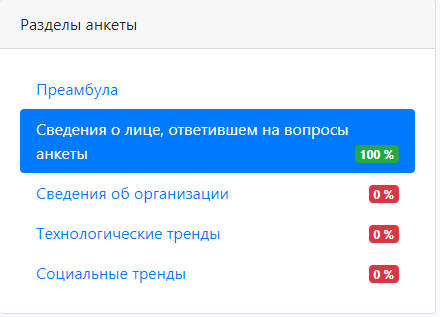 Разделы анкеты
Преамбула
Сведения о лице, ответившем на вопросы
анкеты 100 %
Сведения об организации 0 %
Технологические тренды 0 %
Социальные тренды 0 %